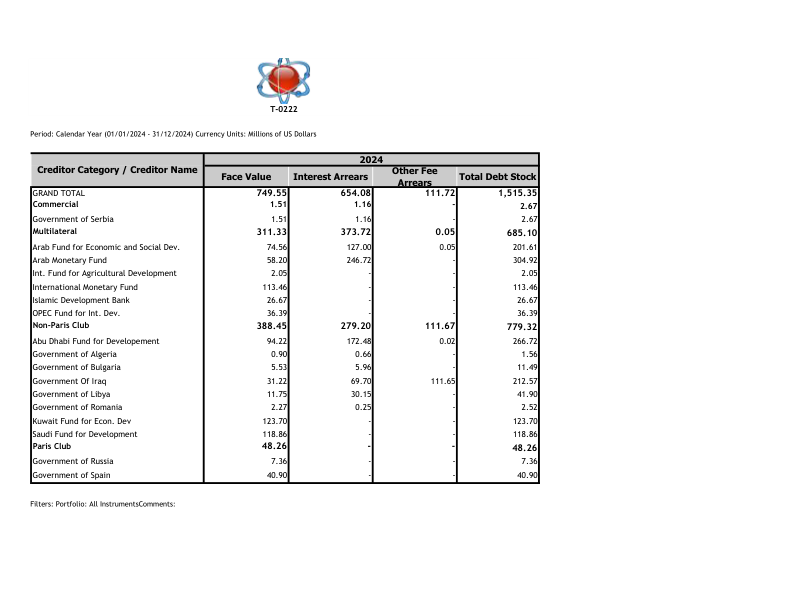 T-0222
Period: Calendar Year (01/01/2024 - 31/12/2024) Currency Units: Millions of US Dollars
Creditor Category / Creditor Name 2024
Face Value Interest Arrears Other Fee Arrears Total Debt Stock
GRAND TOTAL 749.55 654.08 111.72 1,515.35
Commercial 1.51 1.16 - 2.67
Government of Serbia 1.51 1.16 - 2.67
Multilateral 311.33 373.72 0.05 685.10
Arab Fund for Economic and Social Dev. 74.56 127.00 0.05 201.61
Arab Monetary Fund 58.20 246.72 - 304.92
Int. Fund for Agricultural Development 2.05 - - 2.05
International Monetary Fund 113.46 - - 113.46
Islamic Development Bank 26.67 - - 26.67
OPEC Fund for Int. Dev. 36.39 - - 36.39
Non-Paris Club 388.45 279.20 111.67 779.32
Abu Dhabi Fund for Developement 94.22 172.48 0.02 266.72
Government of Algeria 0.90 0.66 - 1.56
Government of Bulgaria 5.53 5.96 - 11.49
Government Of Iraq 31.22 69.70 111.65 212.57
Government of Libya 11.75 30.15 - 41.90
Government of Romania 2.27 0.25 - 2.52
Kuwait Fund for Econ. Dev 123.70 - - 123.70
Saudi Fund for Development 118.86 - - 118.86
Paris Club 48.26 - - 48.26
Government of Russia 7.36 - - 7.36
Government of Spain 40.90 - - 40.90
Filters: Portfolio: All InstrumentsComments: